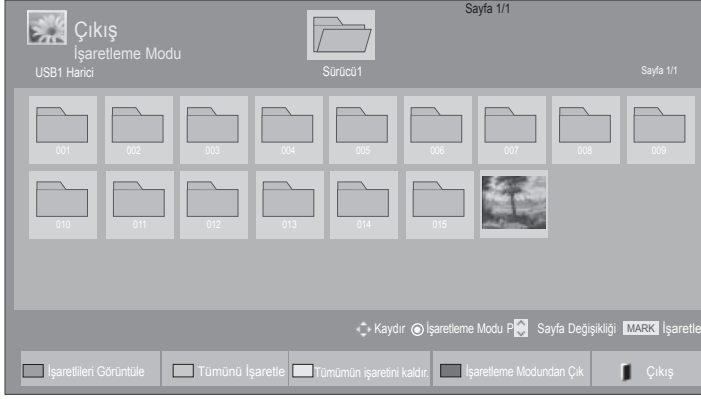 Sayfa 1/1
Çıkış
İşaretleme Modu
USB1 Harici
Sürücü1
Sayfa 1/1
001 002 003 004 005 006 007 008 009
010 011 012 013 014 015
Kaydır İşaretleme Modu P Sayfa Değişikliği MARK İşaretle
İşaretlileri Görüntüle Tümünü İşaretle Tümümün işaretini kaldır. İşaretleme Modundan Çık Çıkış